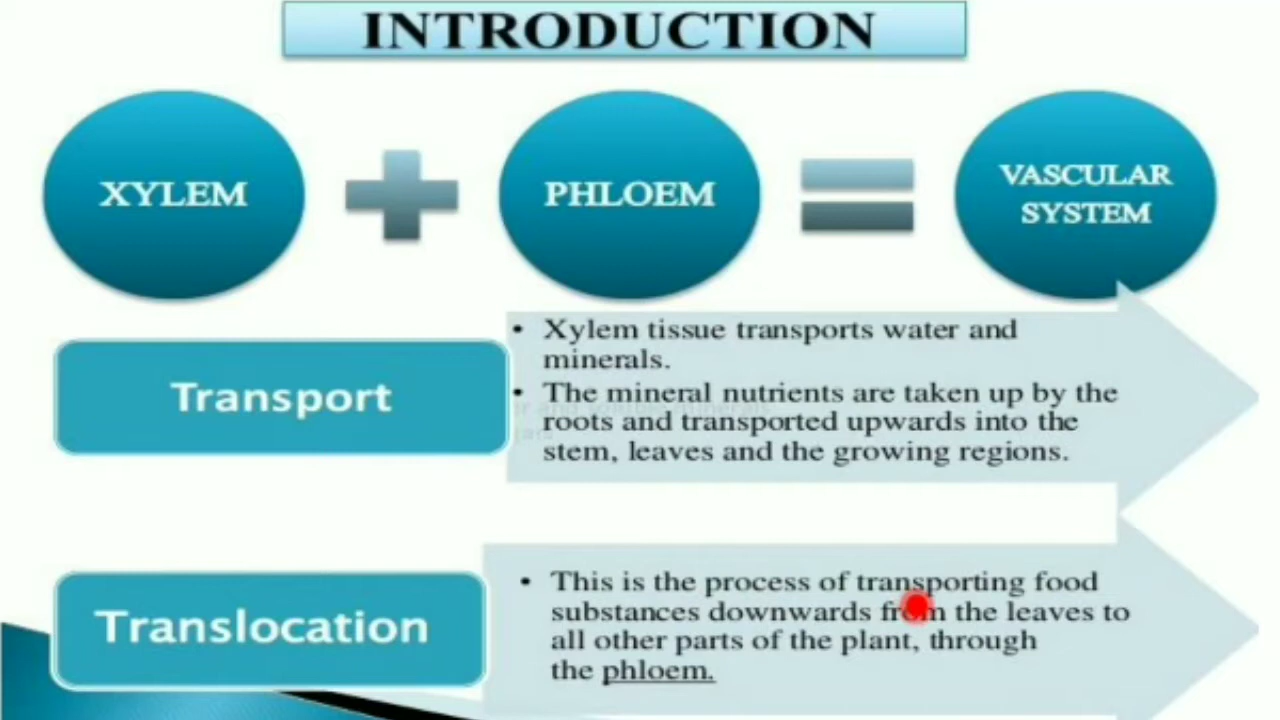 INTRODUCTION
XYLEM
PHLOEM
VASCULAR
SYSTEM
Transport
• Xylem tissue transports water and
minerals.
• The mineral nutrients are taken up by the
roots and transported upwards into the
stem, leaves and the growing regions.
Translocation
• This is the process of transporting food
substances downwards from the leaves to
all other parts of the plant, through
the phloem.